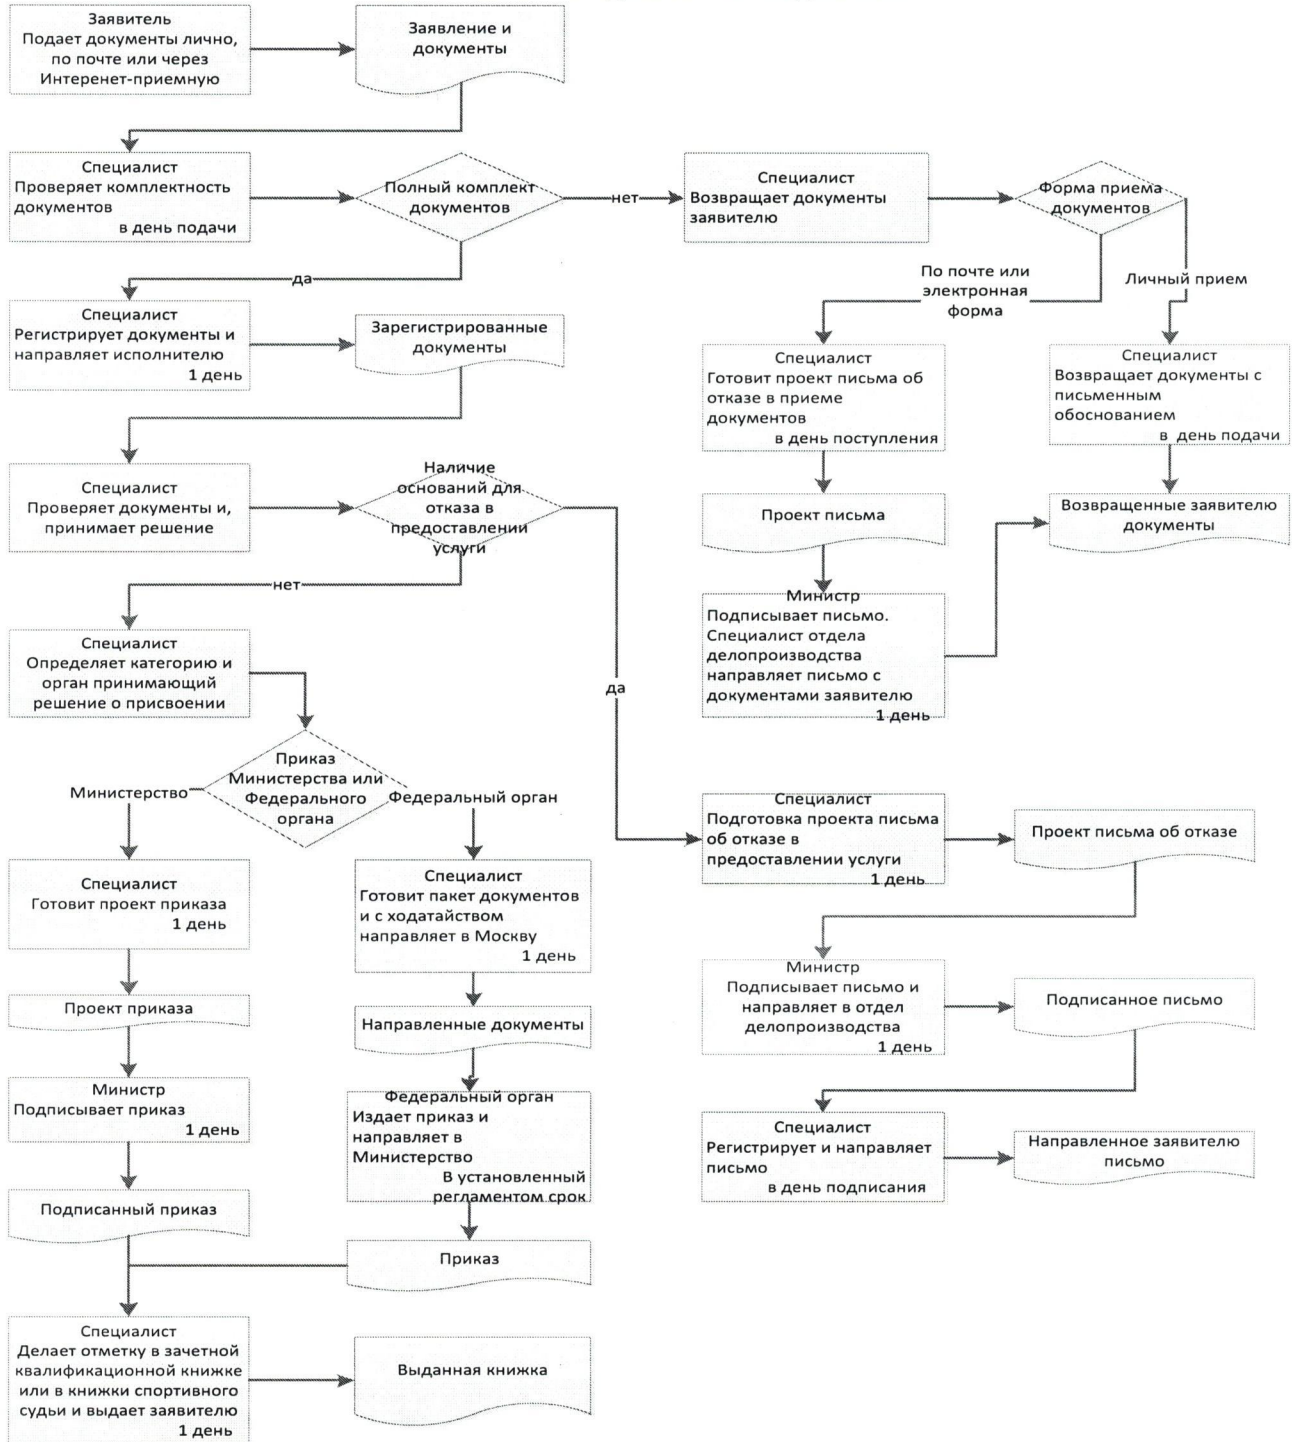 Заявитель
Подает документы лично,
по почте или через
Интеренет-приемную
Заявление и
документы
Специалист
Проверяет комплектность
документов
в день подачи
Полный комплект
документов
нет
Специалист
Возвращает документы
заявителю
Форма приема
документов
да
По почте или
электронная
форма
Личный прием
Специалист
Регистрирует документы и
направляет исполнителю
1 день
Зарегистрированные
документы
Специалист
Готовит проект письма об
отказе в приеме
документов
в день поступления
Специалист
Возвращает документы с
письменным
обоснованием
в день подачи
Специалист
Проверяет документы и,
принимает решение
Наличие
оснований для
отказа в
предоставлении
услуги
Проект письма
Возвращенные заявителю
документы
нет
Министр
Подписывает письмо.
Специалист отдела
делопроизводства
направляет письмо с
документами заявителю
1 день
Специалист
Определяет категорию и
орган принимающий
решение о присвоении
да
Приказ
Министерства или
Федерального
органа
Министерство
Федеральный орган
Специалист
Подготовка проекта письма
об отказе в
предоставлении услуги
1 день
Проект письма об отказе
Специалист
Готовит проект приказа
1 день
Специалист
Готовит пакет документов
и с ходатайством
направляет в Москву
1 день
Министр
Подписывает письмо и
направляет в отдел
делопроизводства
1 день
Подписанное письмо
Проект приказа
Направленные документы
Министр
Подписывает приказ
1 день
Федеральный орган
Издает приказ и
направляет в
Министерство
В установленный
регламентом срок
Специалист
Регистрирует и направляет
письмо
в день подписания
Направленное заявителю
письмо
Подписанный приказ
Приказ
Специалист
Делает отметку в зачетной
квалификационной книжке
или в книжки спортивного
судьи и выдает заявителю
1 день
Выданная книжка